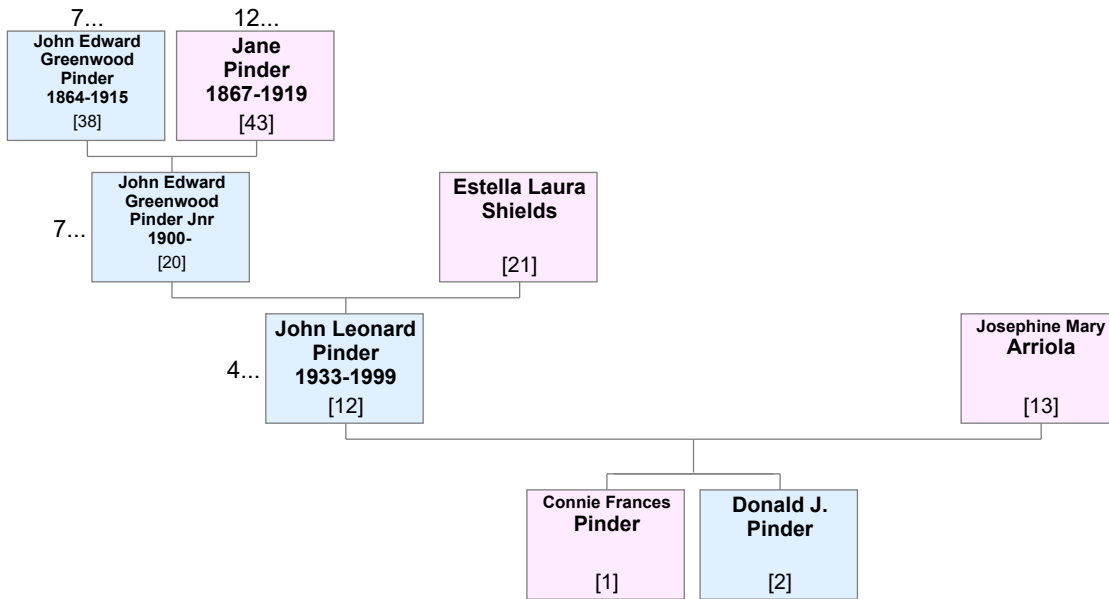 7...
12...
John Edward
Greenwood
Pinder
1864-1915
[38]
Jane
Pinder
1867-1919
[43]
7...
John Edward
Greenwood
Pinder Jnr
1900-
[20]
Estella Laura
Shields
[21]
4...
John Leonard
Pinder
1933-1999
[12]
Josephine Mary
Arriola
[13]
Connie Frances
Pinder
[1]
Donald J.
Pinder
[2]